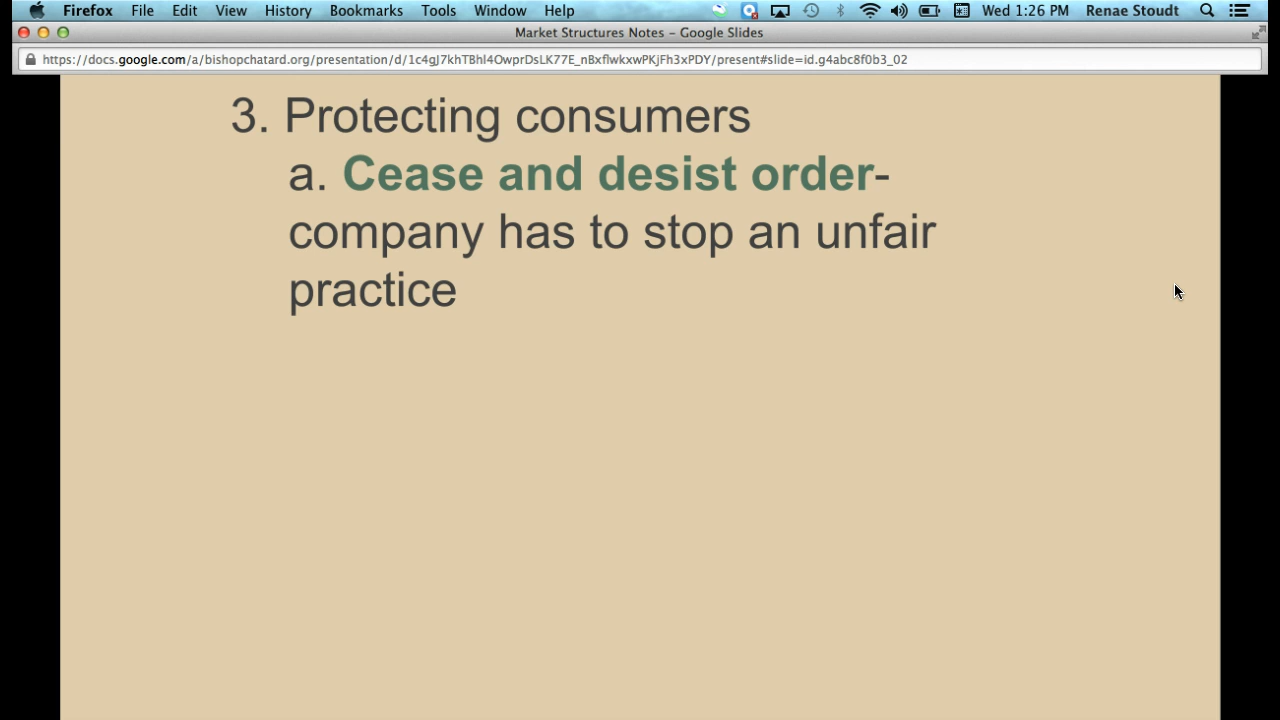 Firefox File Edit View History Bookmarks Tools Window Help Wed 1:26 PM Renae Stoudt
Market Structures Notes – Google Slides
https://docs.google.com/a/bishopchatard.org/presentation/d/1c4gJ7khTBhl4OwprDsLK77E_nBxflwkxwPKjFh3xPDY/present#slide=id.g4abc8f0b3_02
3. Protecting consumers
a. Cease and desist order-
company has to stop an unfair
practice